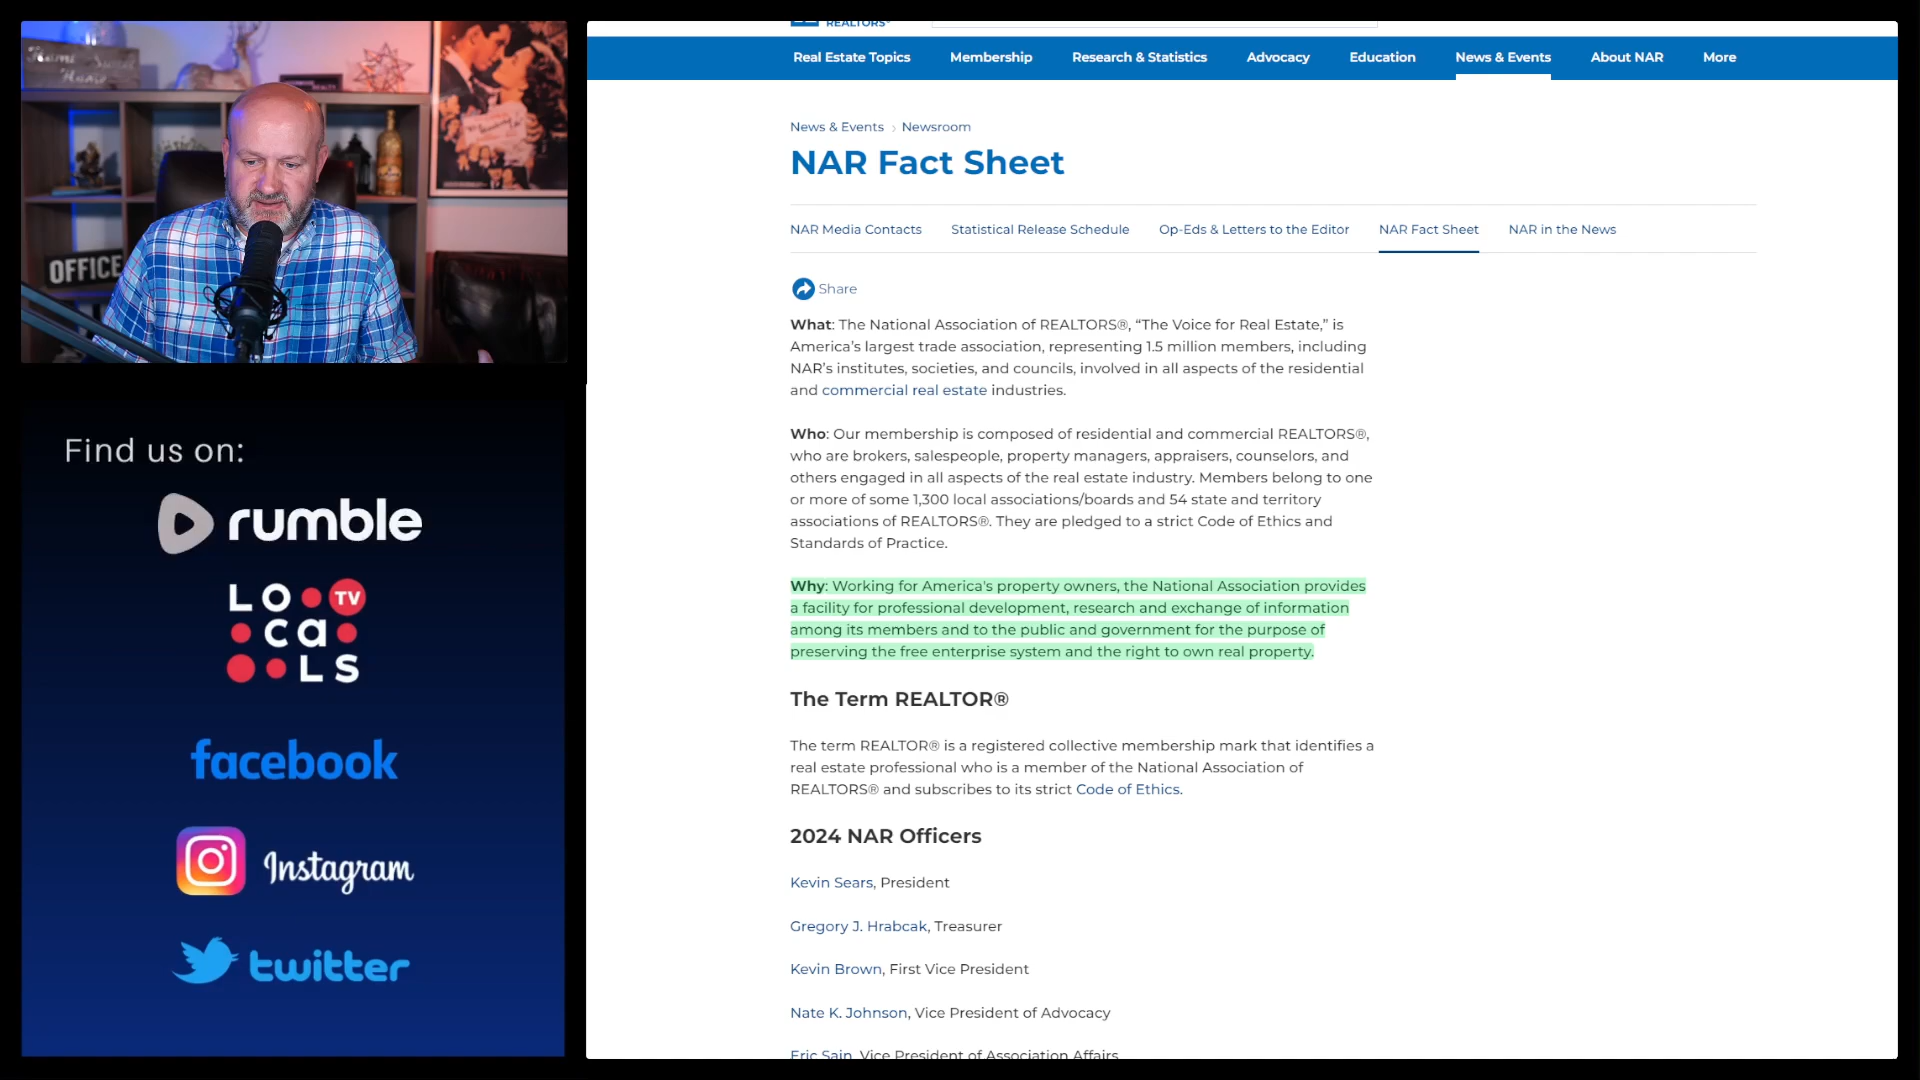 Home Sweet
Home
OFFICE
Find us on:
rumble
LOcaLS
TV
facebook
Instagram
twitter
REALTORS®
Real Estate Topics
Membership
Research & Statistics
Advocacy
Education
News & Events
About NAR
More
News & Events › Newsroom
NAR Fact Sheet
NAR Media Contacts
Statistical Release Schedule
Op-Eds & Letters to the Editor
NAR Fact Sheet
NAR in the News
Share
What: The National Association of REALTORS®, “The Voice for Real Estate,” is
America’s largest trade association, representing 1.5 million members, including
NAR’s institutes, societies, and councils, involved in all aspects of the residential
and commercial real estate industries.
Who: Our membership is composed of residential and commercial REALTORS®,
who are brokers, salespeople, property managers, appraisers, counselors, and
others engaged in all aspects of the real estate industry. Members belong to one
or more of some 1,300 local associations/boards and 54 state and territory
associations of REALTORS®. They are pledged to a strict Code of Ethics and
Standards of Practice.
Why: Working for America's property owners, the National Association provides
a facility for professional development, research and exchange of information
among its members and to the public and government for the purpose of
preserving the free enterprise system and the right to own real property.
The Term REALTOR®
The term REALTOR® is a registered collective membership mark that identifies a
real estate professional who is a member of the National Association of
REALTORS® and subscribes to its strict Code of Ethics.
2024 NAR Officers
Kevin Sears, President
Gregory J. Hrabcak, Treasurer
Kevin Brown, First Vice President
Nate K. Johnson, Vice President of Advocacy
Eric Sain, Vice President of Association Affairs